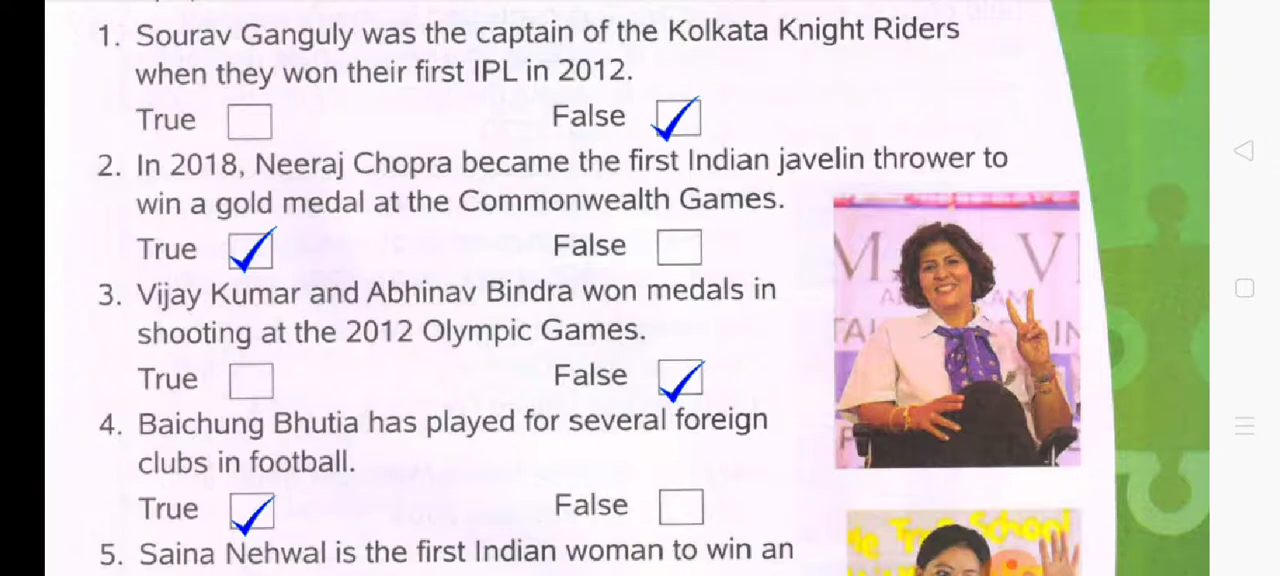 1. Sourav Ganguly was the captain of the Kolkata Knight Riders
when they won their first IPL in 2012.
True False
2. In 2018, Neeraj Chopra became the first Indian javelin thrower to
win a gold medal at the Commonwealth Games.
True False
3. Vijay Kumar and Abhinav Bindra won medals in
shooting at the 2012 Olympic Games.
True False
4. Baichung Bhutia has played for several foreign
clubs in football.
True False
5. Saina Nehwal is the first Indian woman to win an
School